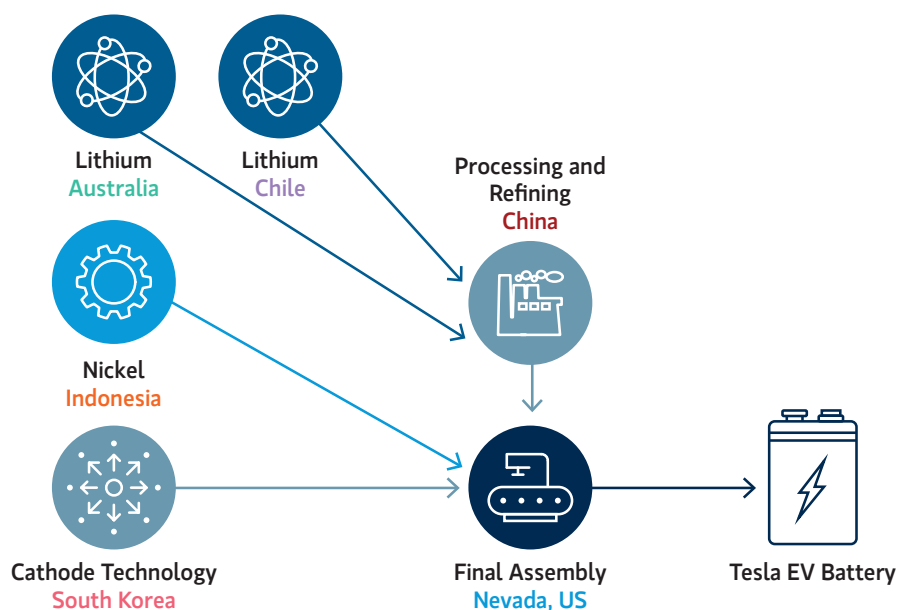 Lithium
Australia
Lithium
Chile
Processing and
Refining
China
Nickel
Indonesia
Cathode Technology
South Korea
Final Assembly
Nevada, US
Tesla EV Battery